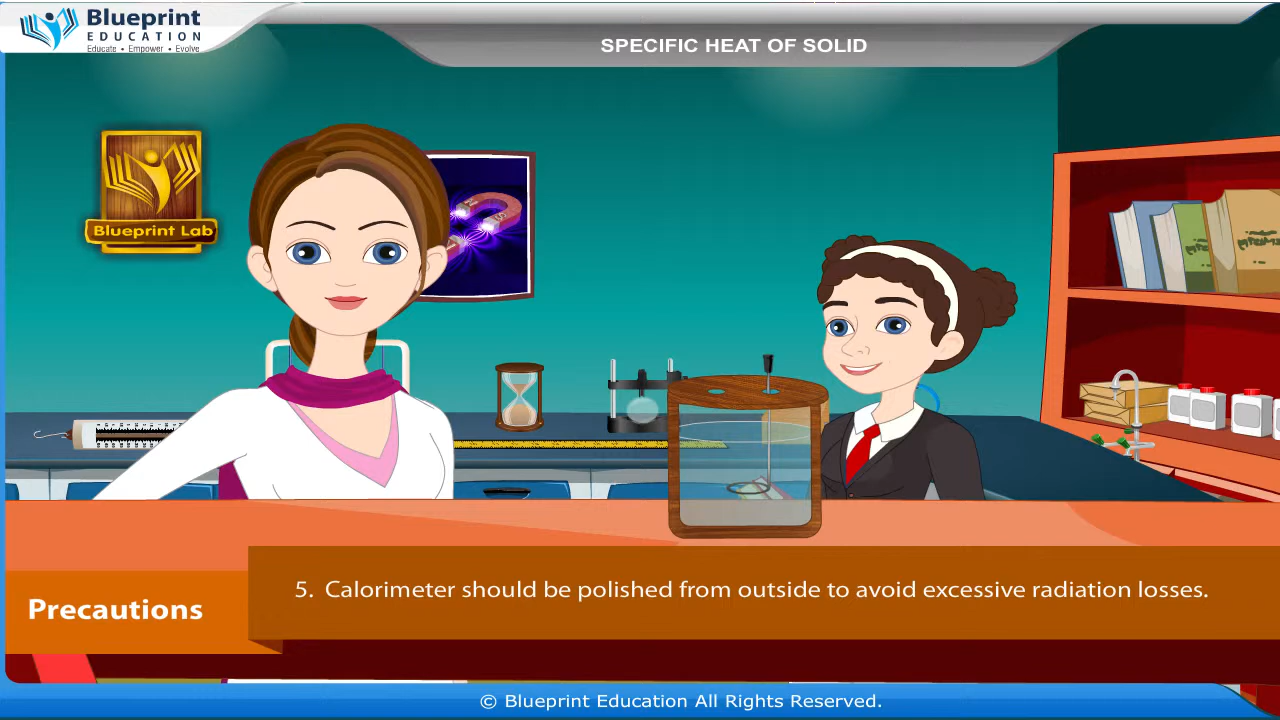 Blueprint
EDUCATION
Educate • Empower • Evolve
SPECIFIC HEAT OF SOLID
Blueprint Lab
5. Calorimeter should be polished from outside to avoid excessive radiation losses.
Precautions
© Blueprint Education All Rights Reserved.